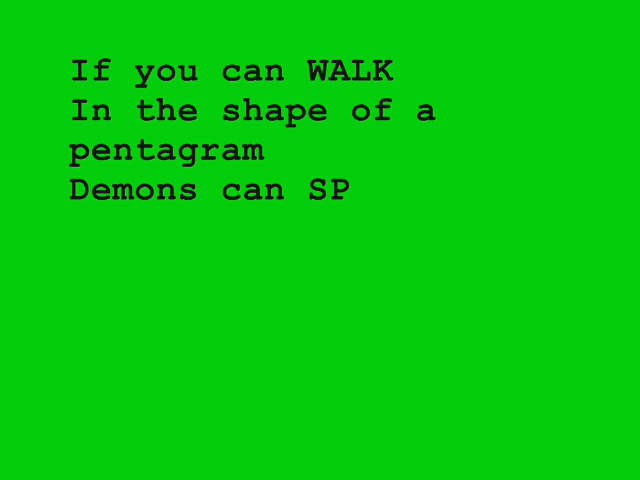 If you can WALK
In the shape of a
pentagram
Demons can SP